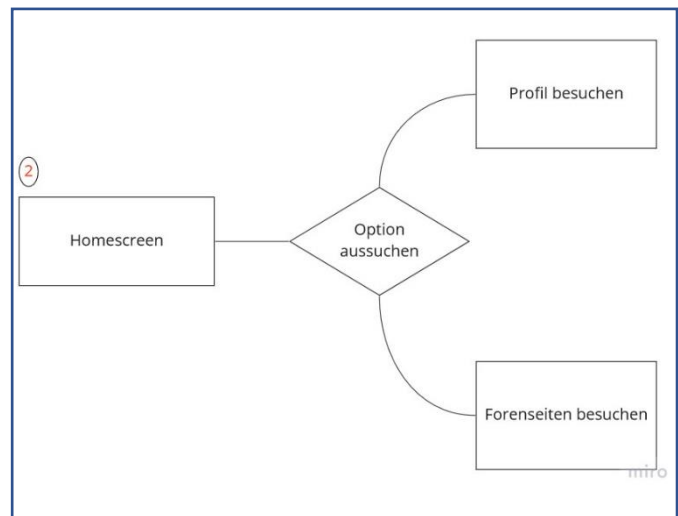 Profil besuchen
2
Homescreen
Option
aussuchen
Forenseiten besuchen
miro